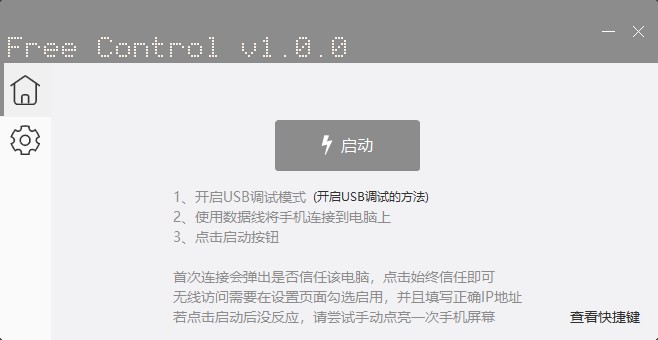 Free Control v1.0.0
启动
1、开启USB调试模式 (开启USB调试的方法)
2、使用数据线将手机连接到电脑上
3、点击启动按钮
首次连接会弹出是否信任该电脑，点击始终信任即可
无线访问需要在设置页面勾选启用，并且填写正确IP地址
若点击启动后没反应，请尝试手动点亮一次手机屏幕
查看快捷键